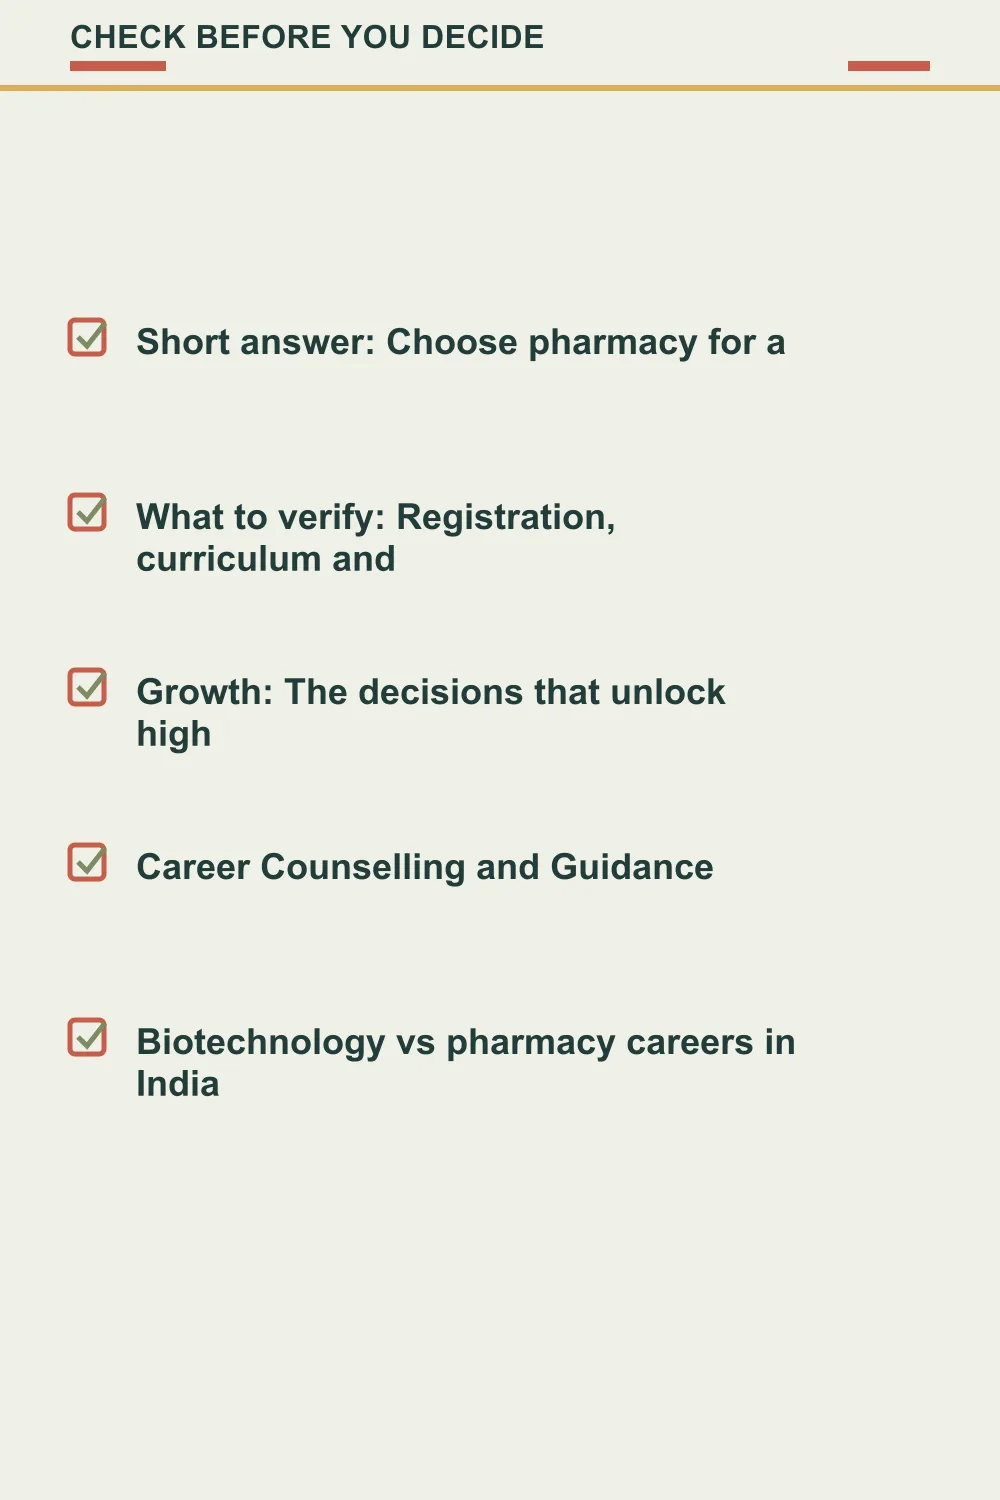 CHECK BEFORE YOU DECIDE
Short answer: Choose pharmacy for a
What to verify: Registration,
curriculum and
Growth: The decisions that unlock
high
Career Counselling and Guidance
Biotechnology vs pharmacy careers in
India